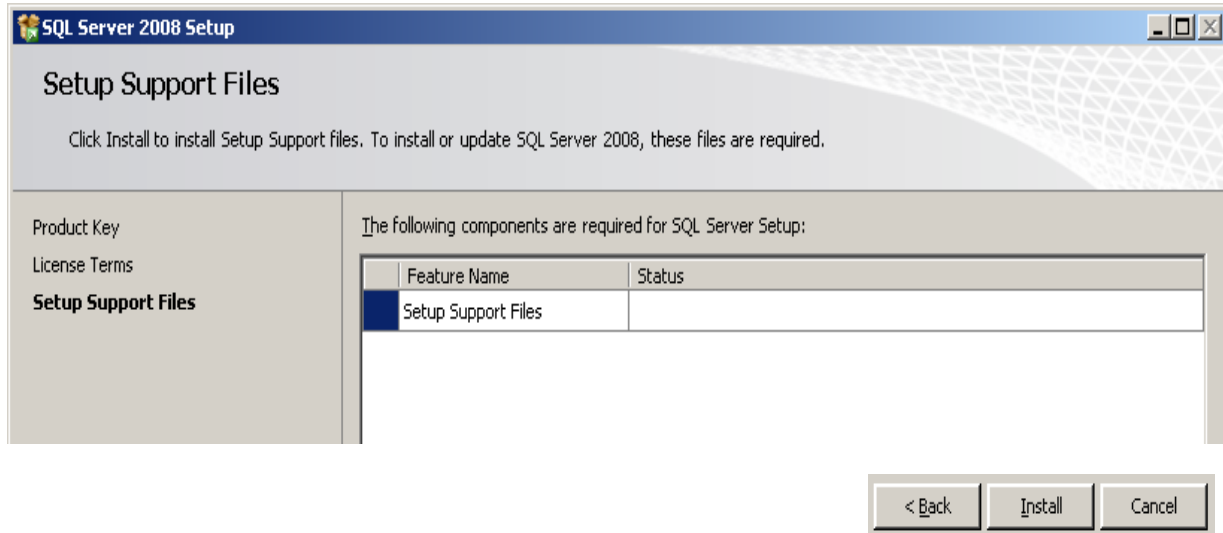 SQL Server 2008 Setup
Setup Support Files
Click Install to install Setup Support files. To install or update SQL Server 2008, these files are required.
Product Key
License Terms
Setup Support Files
The following components are required for SQL Server Setup:
Feature Name Status
Setup Support Files
< Back Install Cancel